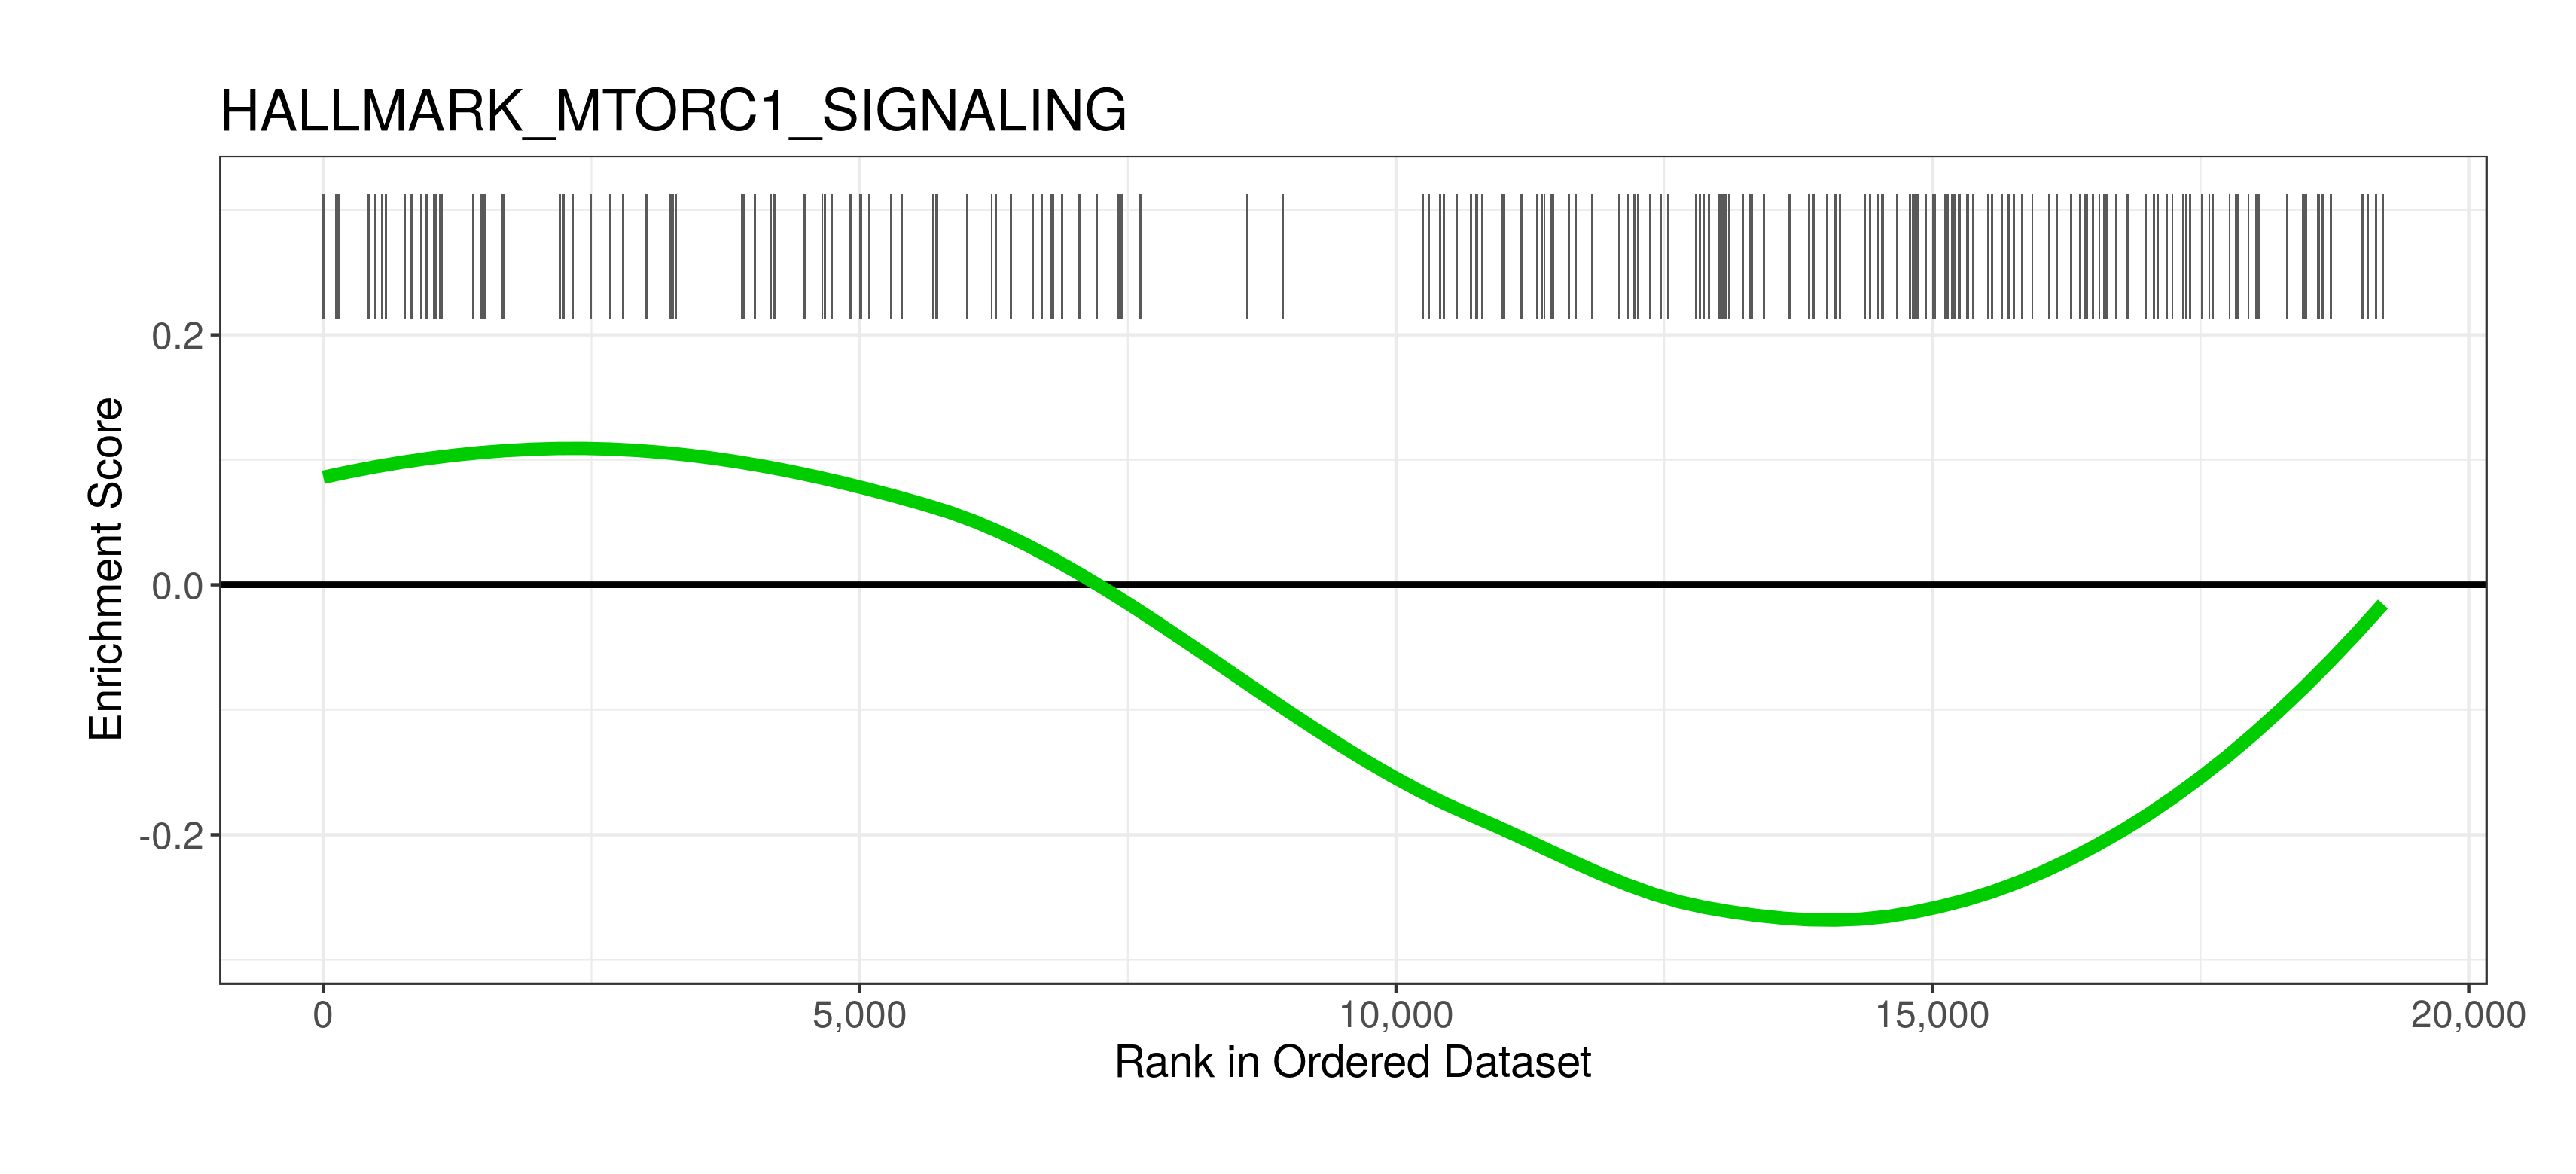 HALLMARK_MTORC1_SIGNALING
Enrichment Score
0.2
0.0
-0.2
0 5,000 10,000 15,000 20,000
Rank in Ordered Dataset